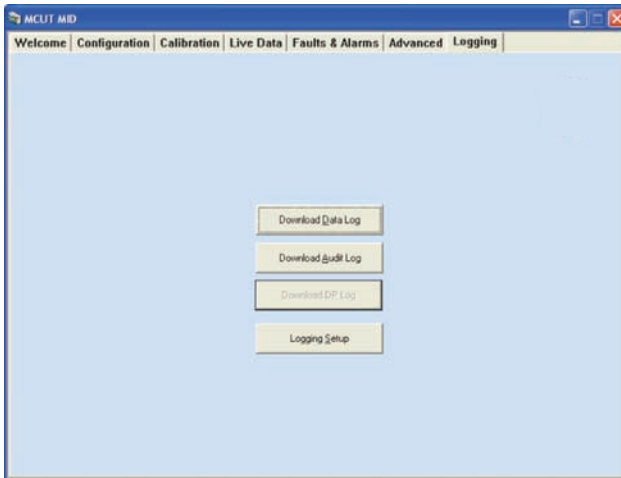 MCUT MID
Welcome Configuration Calibration Live Data Faults & Alarms Advanced Logging
Download Data Log
Download Audit Log
Download DP Log
Logging Setup